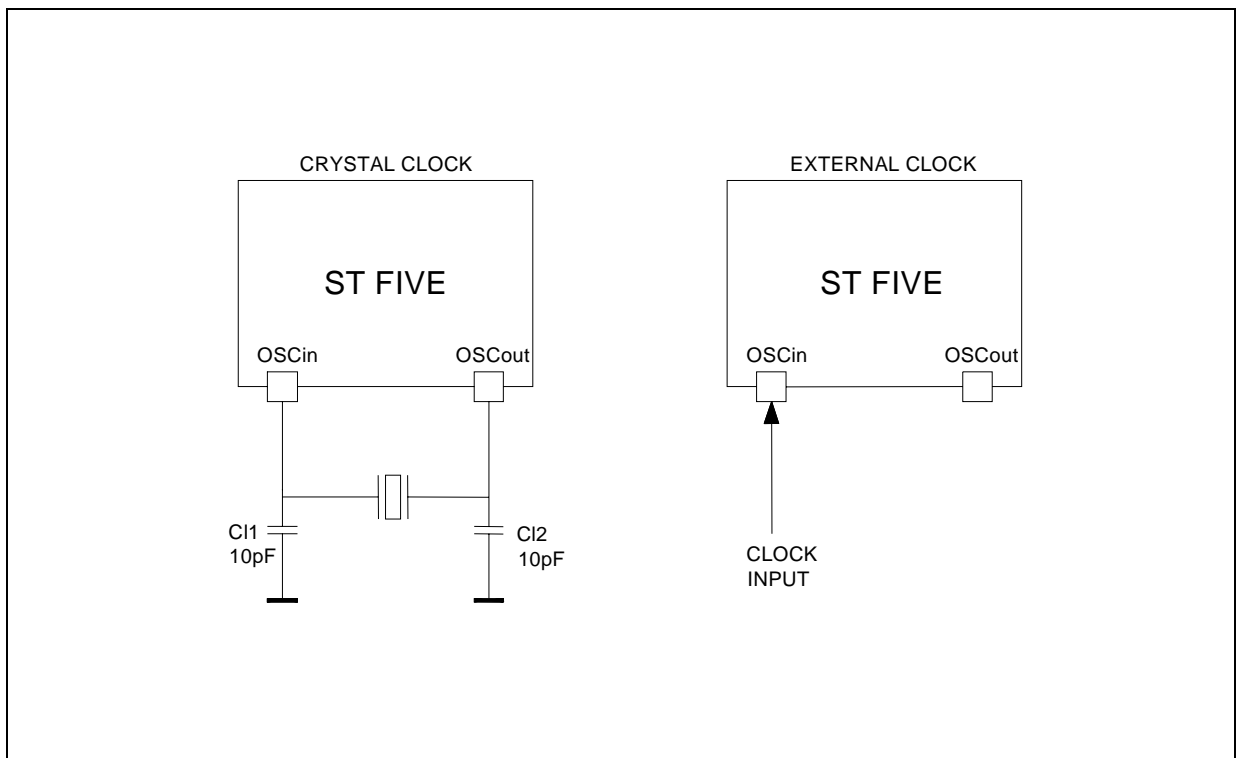 CRYSTAL CLOCK
ST FIVE
OSCin
OSCout
Cl1
10pF
Cl2
10pF
EXTERNAL CLOCK
ST FIVE
OSCin
OSCout
CLOCK
INPUT